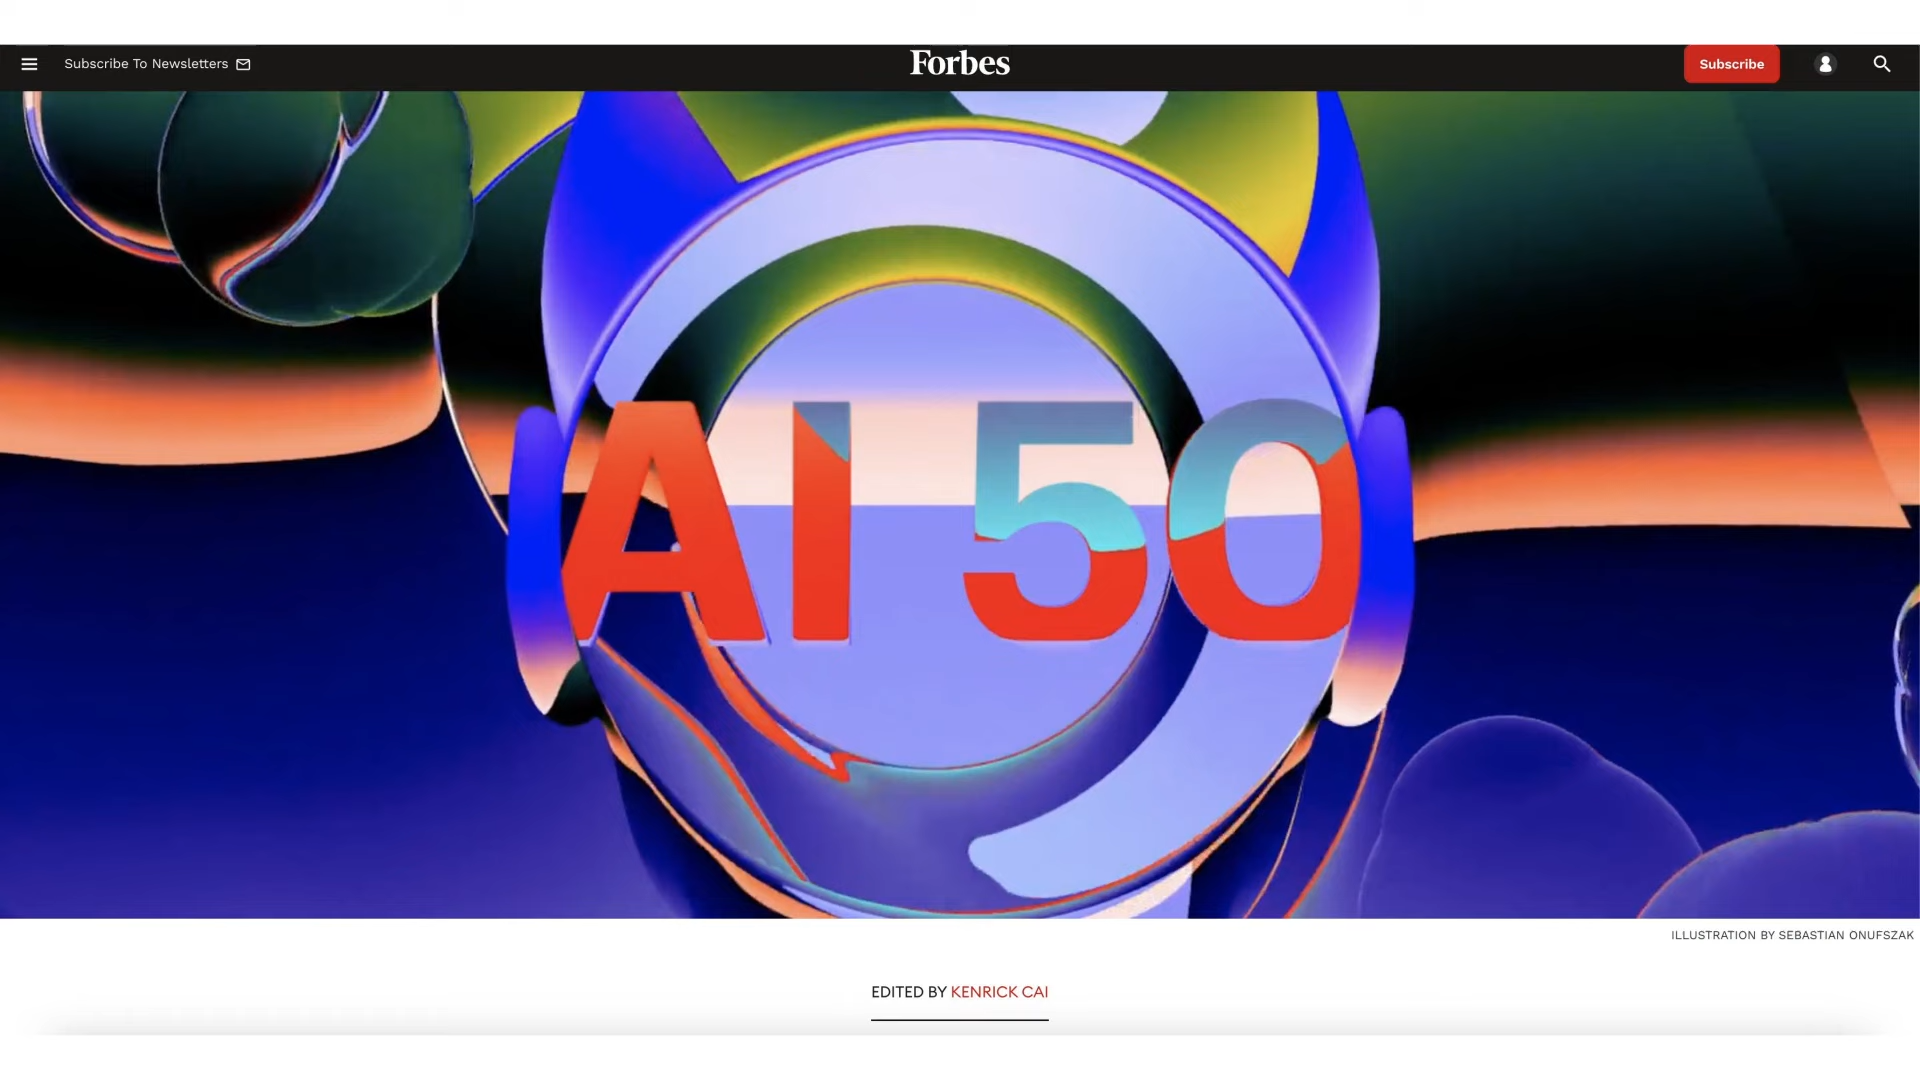 Subscribe To Newsletters
Forbes
Subscribe
AI 50
ILLUSTRATION BY SEBASTIAN ONUFSZAK
EDITED BY KENRICK CAI